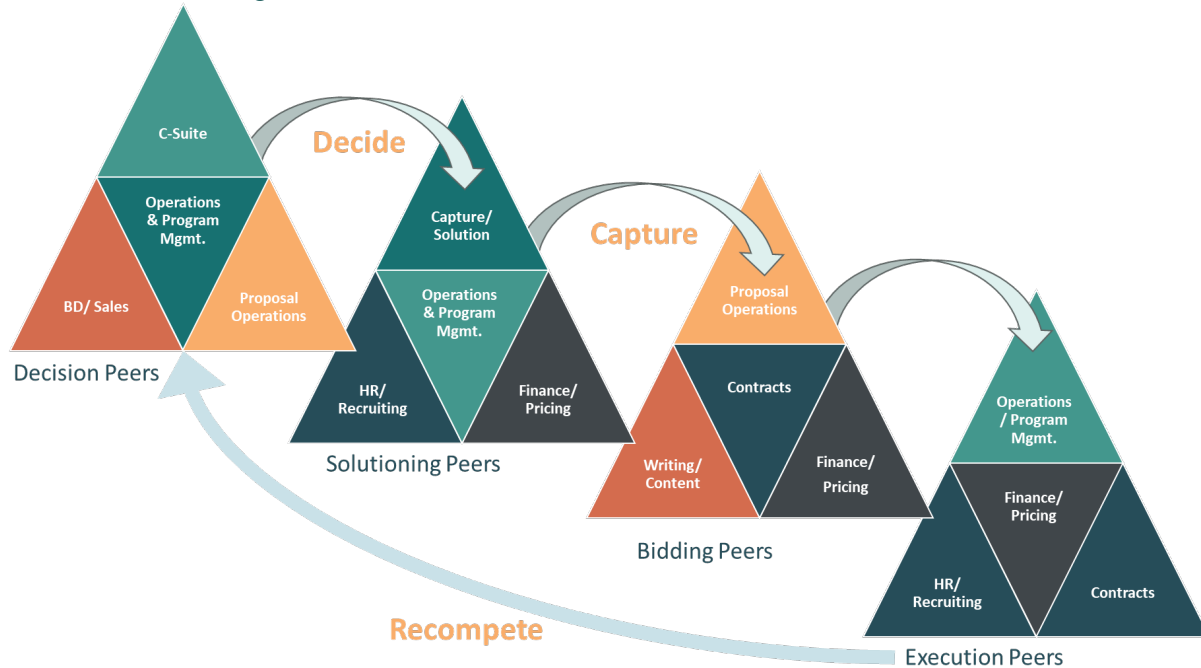 C-Suite
Operations
& Program
Mgmt.
BD/ Sales
Proposal
Operations
Decision Peers
Decide
Capture/
Solution
Operations
& Program
Mgmt.
HR/
Recruiting
Finance/
Pricing
Solutioning Peers
Capture
Proposal
Operations
Contracts
Writing/
Content
Finance/
Pricing
Bidding Peers
Operations
/ Program
Mgmt.
Finance/
Pricing
HR/
Recruiting
Contracts
Execution Peers
Recompete